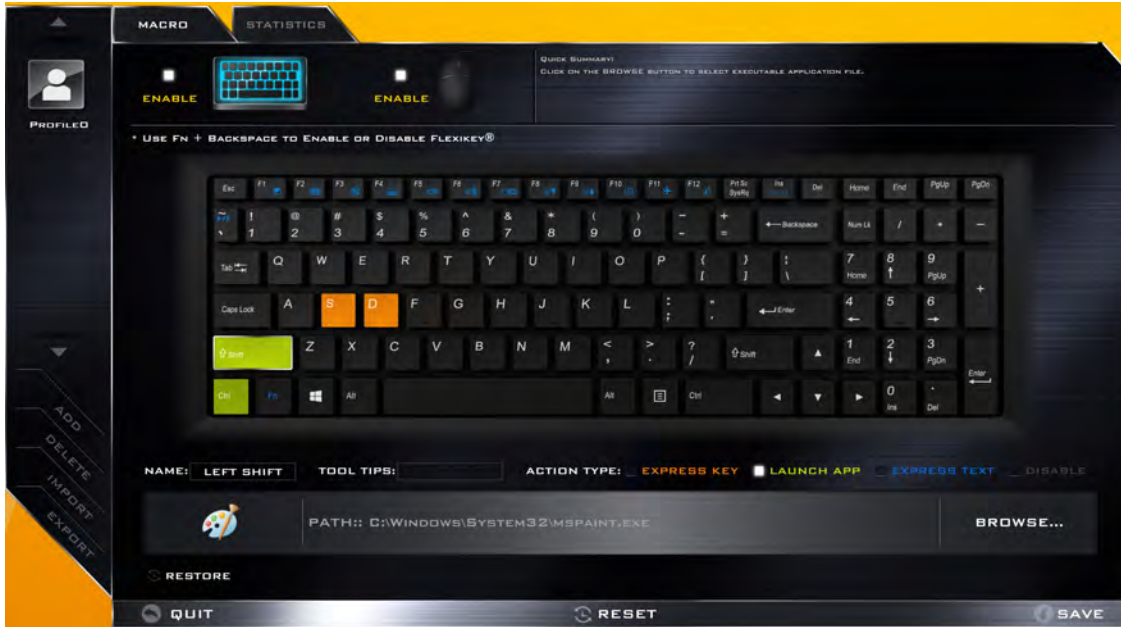 MACRO
STATISTICS
ENABLE
ENABLE
QUICK SUMMARY:
CLICK ON THE BROWSE BUTTON TO SELECT EXECUTABLE APPLICATION FILE.
PROFILE0
* USE FN + BACKSPACE TO ENABLE OR DISABLE FLEXIKEY®
Esc F1 F2 F3 F4 F5 F6 F7 F8 F9 F10 F11 F12 Prt Sc SysRq Ins Del Home End PgUp PgDn
~ ` ! 1 @ 2 # 3 $ 4 % 5 ^ 6 & 7 * 8 ( 9 ) 0 _ - + = ←Backspace Num Lk / * −
Tab Q W E R T Y U I O P { [ } ] | \ 7 Home 8 ↑ 9 PgUp +
Caps Lock A S D F G H J K L : ; " ' ↵Enter 4 ← 5 6 →
⇧ Shift Z X C V B N M < , > . ? / ⇧ Shift ▲ 1 End 2 ↓ 3 PgDn Enter
Ctrl Fn Alt Alt Ctrl ◄ ▼ ► 0 Ins . Del
NAME: LEFT SHIFT TOOL TIPS: ACTION TYPE: EXPRESS KEY LAUNCH APP EXPRESS TEXT DISABLE
ADD
DELETE
IMPORT
EXPORT
PATH:: C:\WINDOWS\SYSTEM32\MSPAINT.EXE
BROWSE...
RESTORE
QUIT
RESET
SAVE